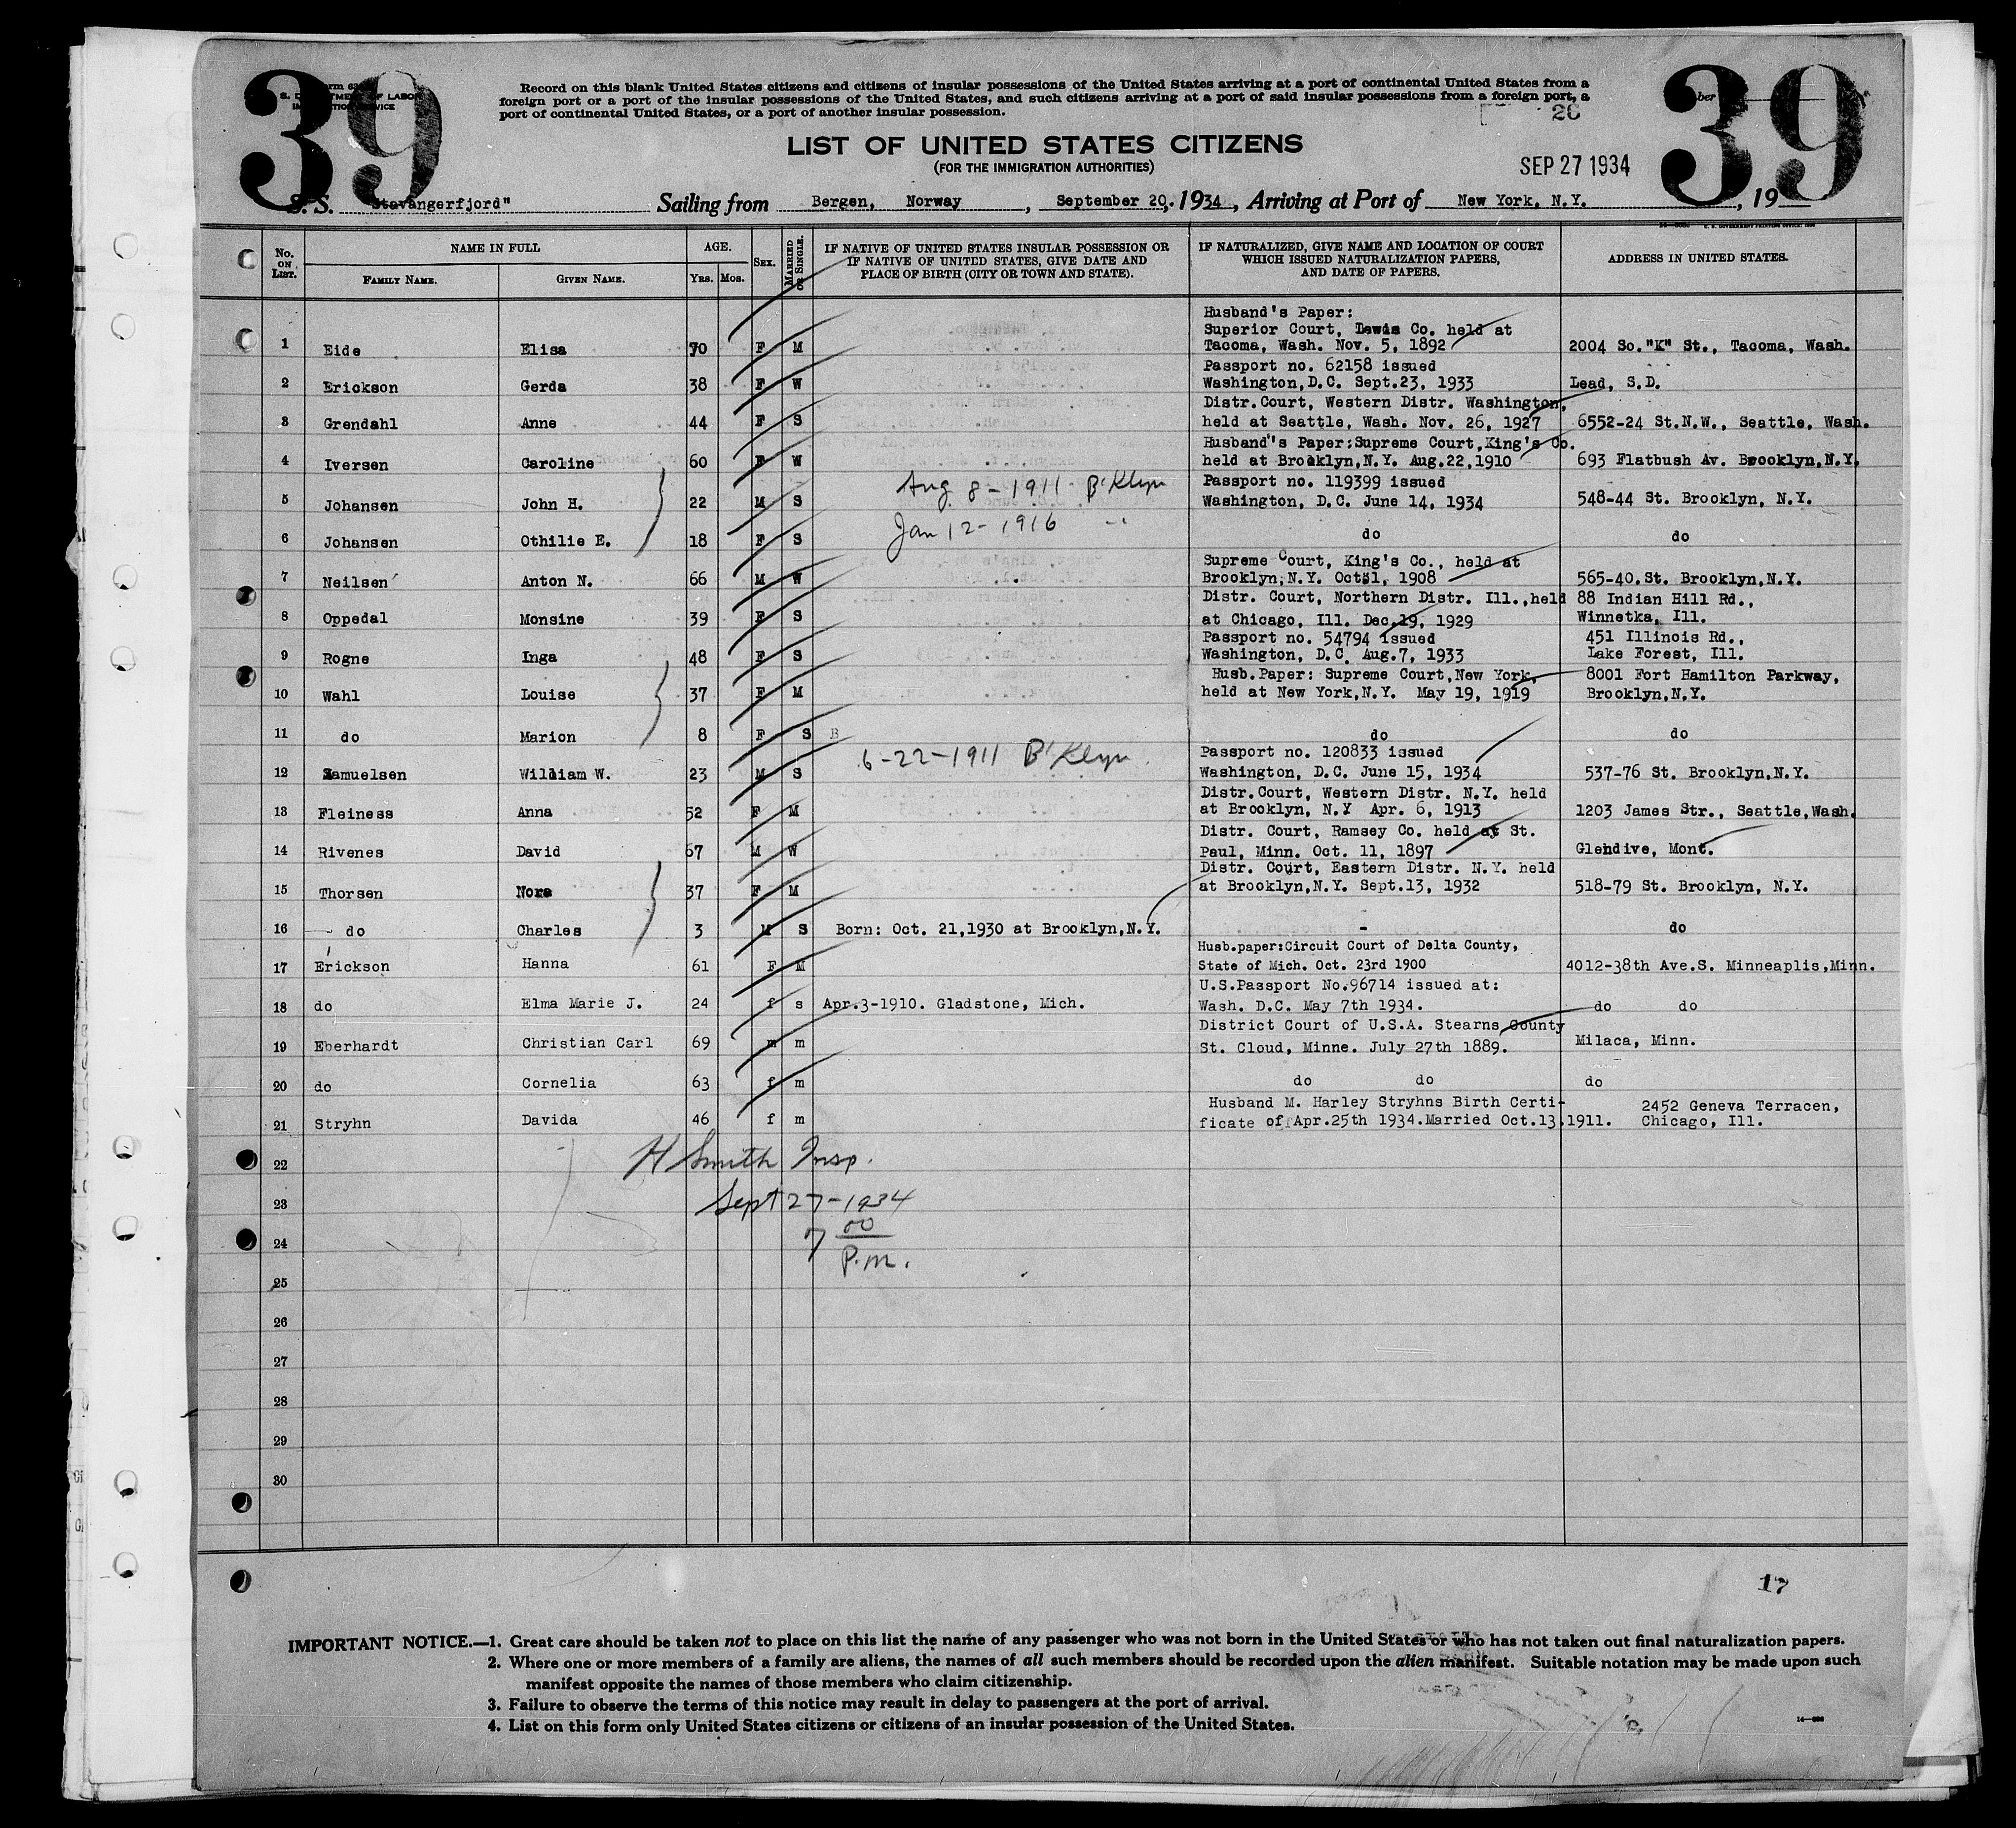 39
39
Form 63
S. DEPARTMENT OF LABOR
IMMIGRATION SERVICE
Record on this blank United States citizens and citizens of insular possessions of the United States arriving at a port of continental United States from a
foreign port or a port of the insular possessions of the United States, and such citizens arriving at a port of said insular possessions from a foreign port, a
port of continental United States, or a port of another insular possession.
LIST OF UNITED STATES CITIZENS
(FOR THE IMMIGRATION AUTHORITIES)
SEP 27 1934
S. S. Stavangerfjord" Sailing from Bergen, Norway, September 20, 1934, Arriving at Port of New York, N.Y., 19
No. ON LIST. NAME IN FULL AGE. SEX. MARRIED OR SINGLE. IF NATIVE OF UNITED STATES INSULAR POSSESSION OR IF NATIVE OF UNITED STATES, GIVE DATE AND PLACE OF BIRTH (CITY OR TOWN AND STATE). IF NATURALIZED, GIVE NAME AND LOCATION OF COURT WHICH ISSUED NATURALIZATION PAPERS, AND DATE OF PAPERS. ADDRESS IN UNITED STATES.
FAMILY NAME. GIVEN NAME. YRS. MOS.
Husband's Paper:
Superior Court, Lewis Co. held at
1 Eide Elisa 70 F M Tacoma, Wash. Nov. 5, 1892 2004 So. "K" St., Tacoma, Wash.
Passport no. 62158 issued
2 Erickson Gerda 38 F W Washington,D.C. Sept.23, 1933 Lead, S.D.
Distr.Court, Western Distr. Washington,
3 Grendahl Anne 44 F S held at Seattle, Wash. Nov. 26, 1927 6552-24 St.N.W., Seattle, Wash.
Husband's Paper:Supreme Court,King's Co.
4 Iversen Caroline 60 F W held at Brooklyn,N.Y. Aug.22,1910 693 Flatbush Av. Brooklyn,N.Y.
Aug 8 - 1911 B'Klyn Passport no. 119399 issued
5 Johansen John H. 22 M S Washington, D.C. June 14, 1934 548-44 St. Brooklyn, N.Y.
Jan 12 - 1916 "
6 Johansen Othilie E. 18 F S do do
Supreme Court, King's Co., held at
7 Neilsen Anton N. 66 M W Brooklyn,N.Y. Oct31, 1908 565-40.St. Brooklyn,N.Y.
Distr. Court, Northern Distr. Ill.,held 88 Indian Hill Rd.,
8 Oppedal Monsine 39 F S at Chicago, Ill. Dec.19, 1929 Winnetka, Ill.
Passport no. 54794 issued 451 Illinois Rd.,
9 Rogne Inga 48 F S Washington, D.C. Aug.7, 1933 Lake Forest, Ill.
Husb.Paper: Supreme Court,New York, 8001 Fort Hamilton Parkway,
10 Wahl Louise 37 F M held at New York,N.Y. May 19, 1919 Brooklyn,N.Y.
11 do Marion 8 F S B do do
6-22-1911 B'Klyn Passport no. 120833 issued
12 Samuelsen William W. 23 M S Washington, D.C. June 15, 1934 537-76 St. Brooklyn,N.Y.
Distr.Court, Western Distr. N.Y. held
13 Fleiness Anna 52 F M at Brooklyn, N.Y Apr. 6, 1913 1203 James Str., Seattle,Wash.
Distr. Court, Ramsey Co. held at St.
14 Rivenes David 67 M W Paul, Minn. Oct. 11, 1897 Glendive, Mont.
Distr. Court, Eastern Distr. N.Y. held
15 Thorsen Nora 37 F M at Brooklyn,N.Y. Sept.13, 1932 518-79 St. Brooklyn, N.Y.
16 do Charles 3 M S Born: Oct. 21,1930 at Brooklyn,N.Y. - do
Husb.paper:Circuit Court of Delta County,
17 Erickson Hanna 61 F M State of Mich. Oct. 23rd 1900 4012-38th Ave.S. Minneaplis,Minn.
U.S.Passport No.96714 issued at:
18 do Elma Marie J. 24 f s Apr.3-1910. Gladstone, Mich. Wash. D.C. May 7th 1934. do do
District Court of U.S.A. Stearns County
19 Eberhardt Christian Carl 69 m m St. Cloud, Minne. July 27th 1889. Milaca, Minn.
20 do Cornelia 63 f m do do do
Husband M. Harley Stryhns Birth Certi- 2452 Geneva Terracen,
21 Stryhn Davida 46 f m ficate of Apr.25th 1934.Married Oct.13.1911. Chicago, Ill.
22 H Smith Insp.
23 Sept 27-1934
24 7 00 P.m.
25
26
27
28
29
30
17
IMPORTANT NOTICE.—1. Great care should be taken not to place on this list the name of any passenger who was not born in the United States or who has not taken out final naturalization papers.
2. Where one or more members of a family are aliens, the names of all such members should be recorded upon the alien manifest. Suitable notation may be made upon such
manifest opposite the names of those members who claim citizenship.
3. Failure to observe the terms of this notice may result in delay to passengers at the port of arrival.
4. List on this form only United States citizens or citizens of an insular possession of the United States.